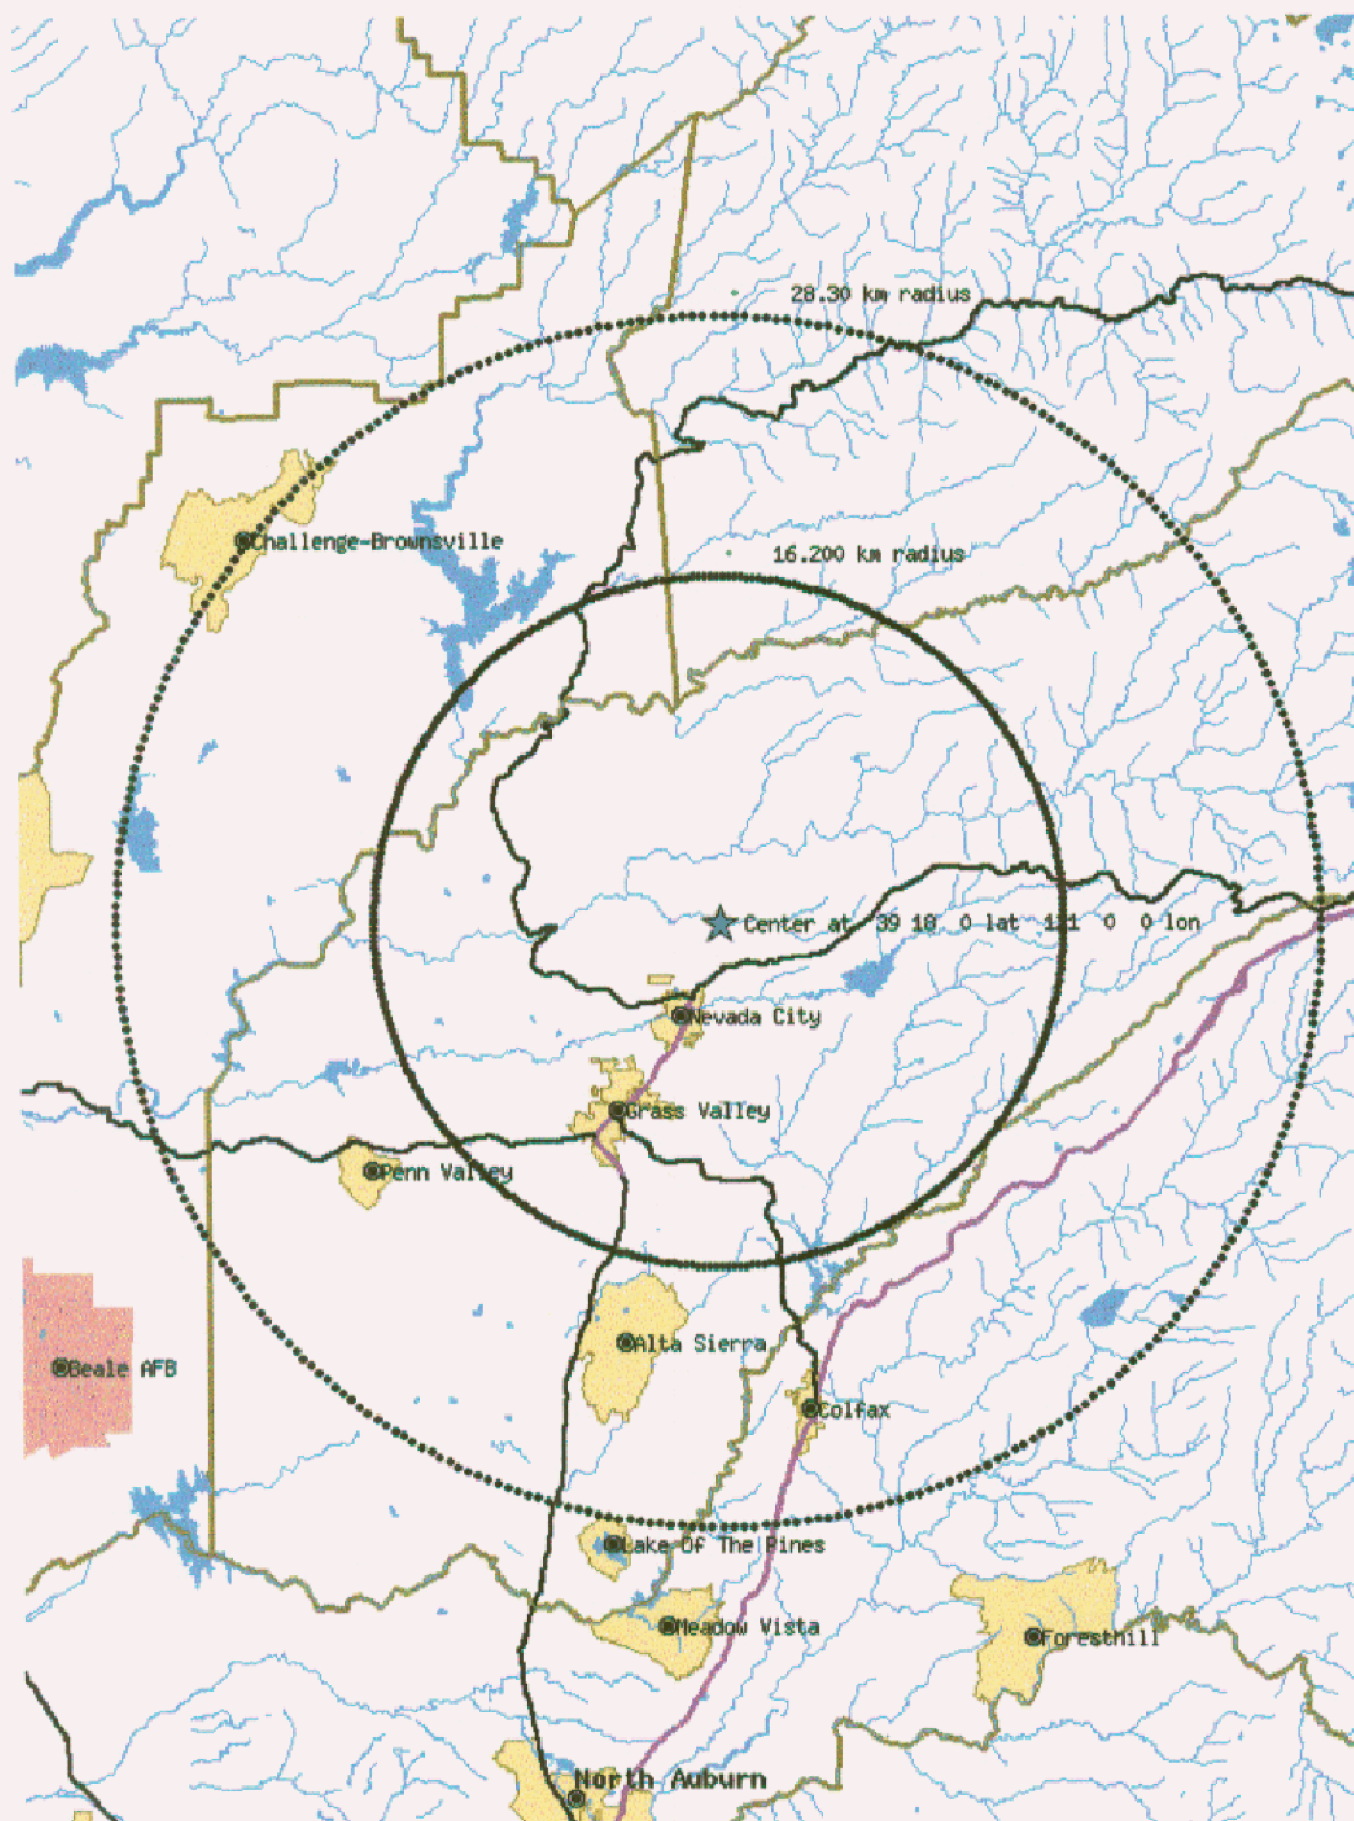 28.30 km radius
Challenge-Brownsville
16.200 km radius
Center at 39 18 0 lat 121 0 0 lon
Nevada City
Grass Valley
Penn Valley
Alta Sierra
Beale AFB
Colfax
Lake Of The Pines
Meadow Vista
Foresthill
North Auburn